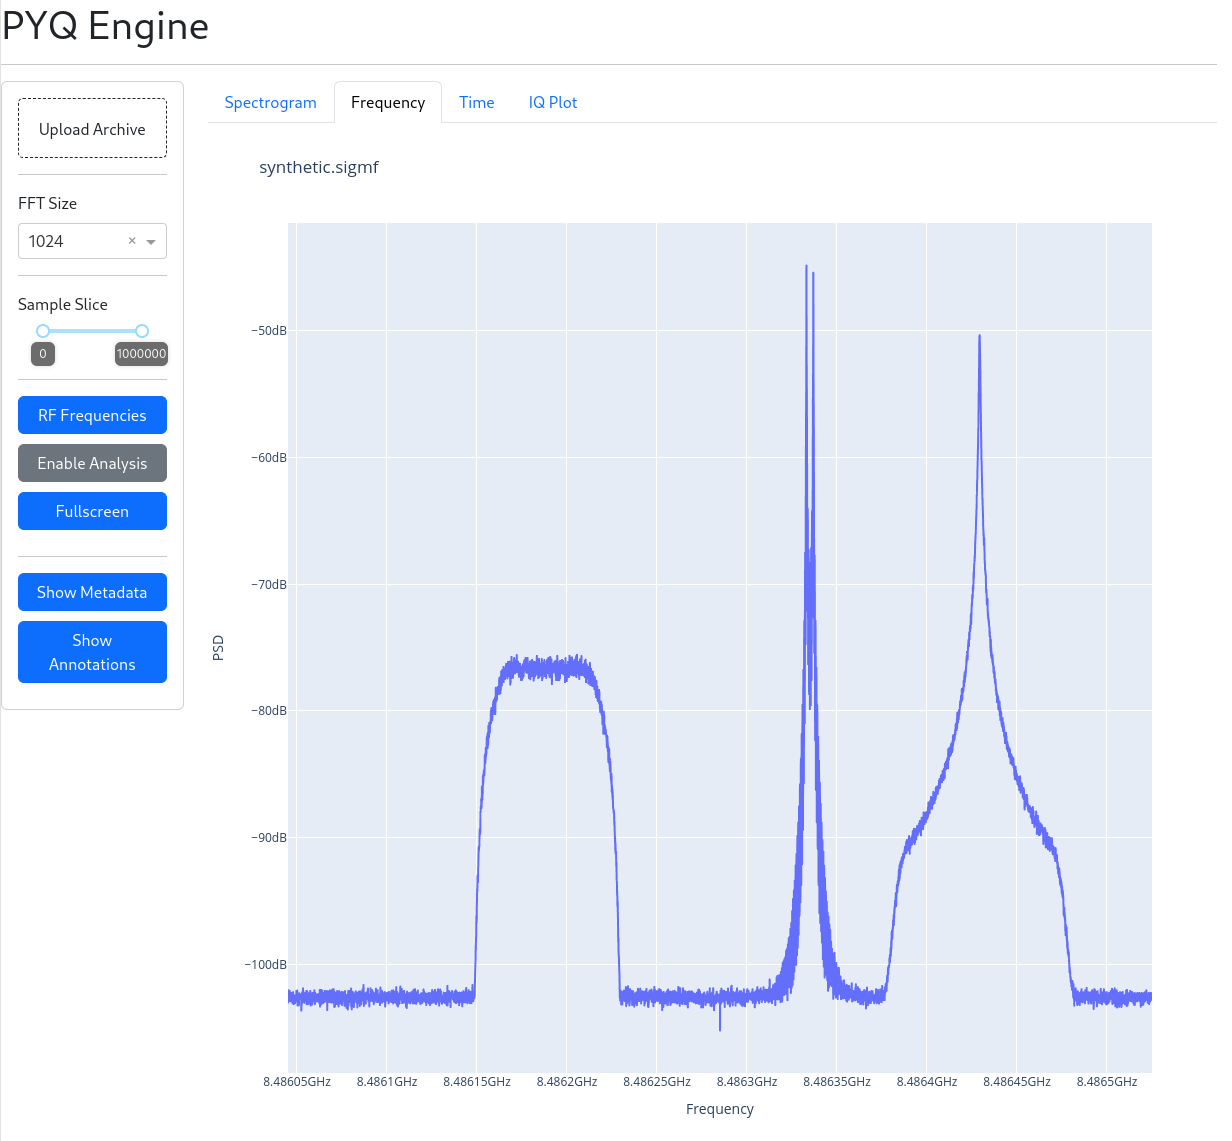 PYQ Engine
Upload Archive
FFT Size
1024
×
Sample Slice
0
1000000
RF Frequencies
Enable Analysis
Fullscreen
Show Metadata
Show
Annotations
Spectrogram
Frequency
Time
IQ Plot
synthetic.sigmf
−50dB
−60dB
−70dB
−80dB
−90dB
−100dB
PSD
8.48605GHz
8.4861GHz
8.48615GHz
8.4862GHz
8.48625GHz
8.4863GHz
8.48635GHz
8.4864GHz
8.48645GHz
8.4865GHz
Frequency